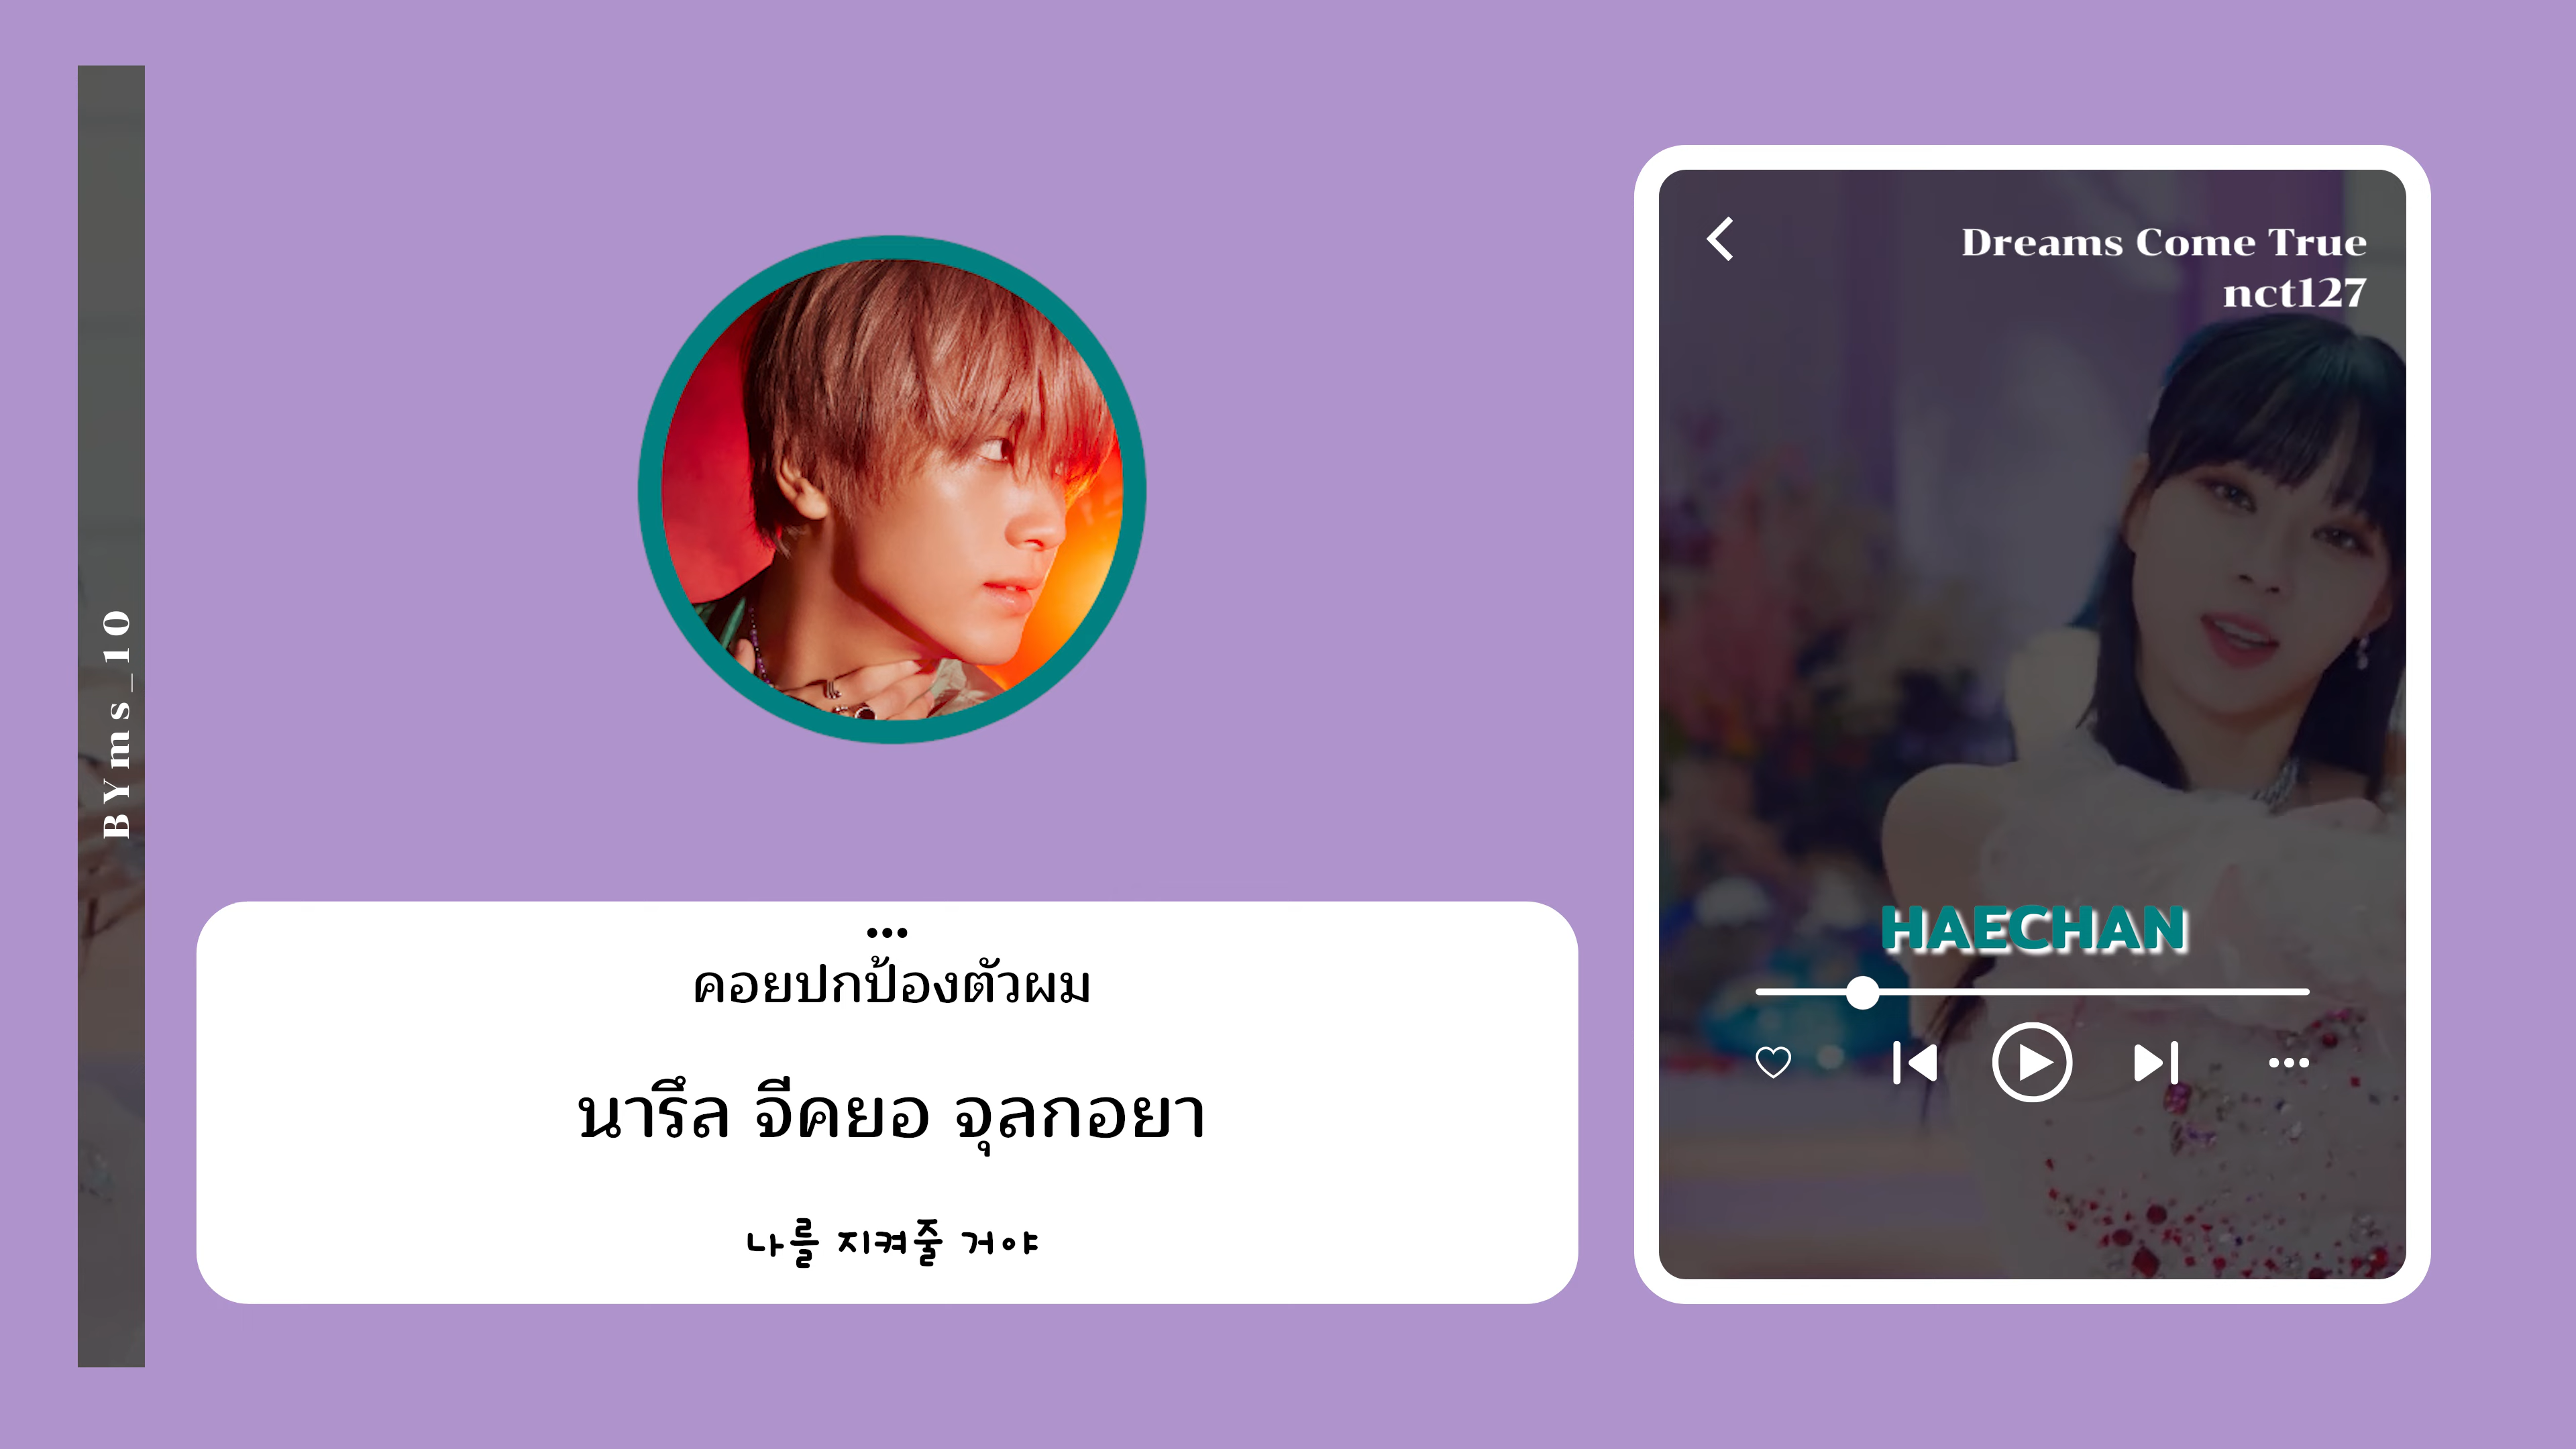 BYms_10
Dreams Come True
nct127
HAECHAN
...
คอยปกป้องตัวผม
นารึล จีคยอ จุลกอยา
나를 지켜줄 거야